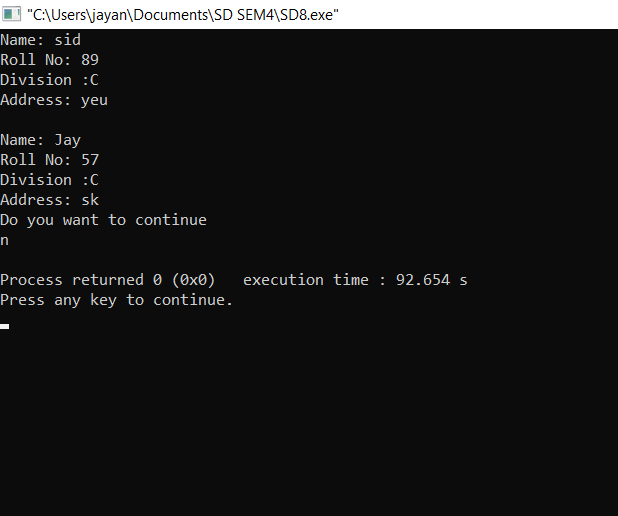 "C:\Users\jayan\Documents\SD SEM4\SD8.exe"
Name: sid
Roll No: 89
Division :C
Address: yeu
Name: Jay
Roll No: 57
Division :C
Address: sk
Do you want to continue
n
Process returned 0 (0x0)   execution time : 92.654 s
Press any key to continue.